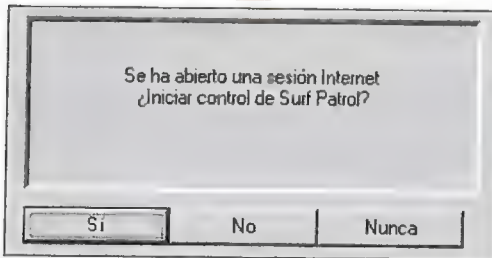 Se ha abierto una sesión Internet
¿Iniciar control de Surf Patrol?
Sí
No
Nunca